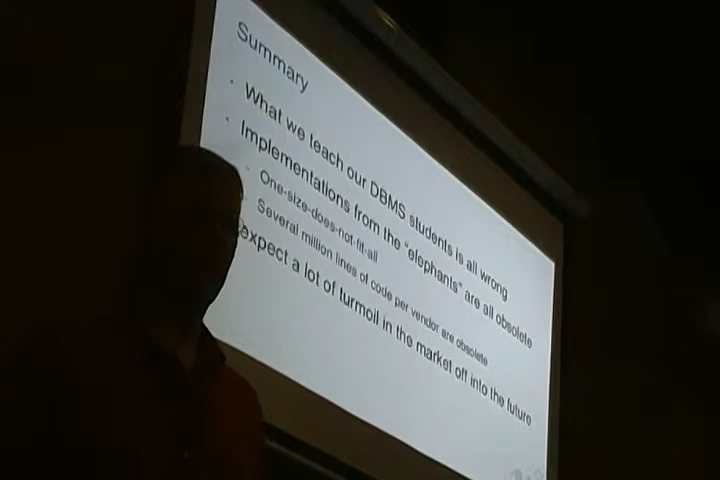 Summary
What we teach our DBMS students is all wrong
Implementations from the "elephants" are all obsolete
One-size-does-not-fit-all
Several million lines of code per vendor are obsolete
expect a lot of turmoil in the market off into the future